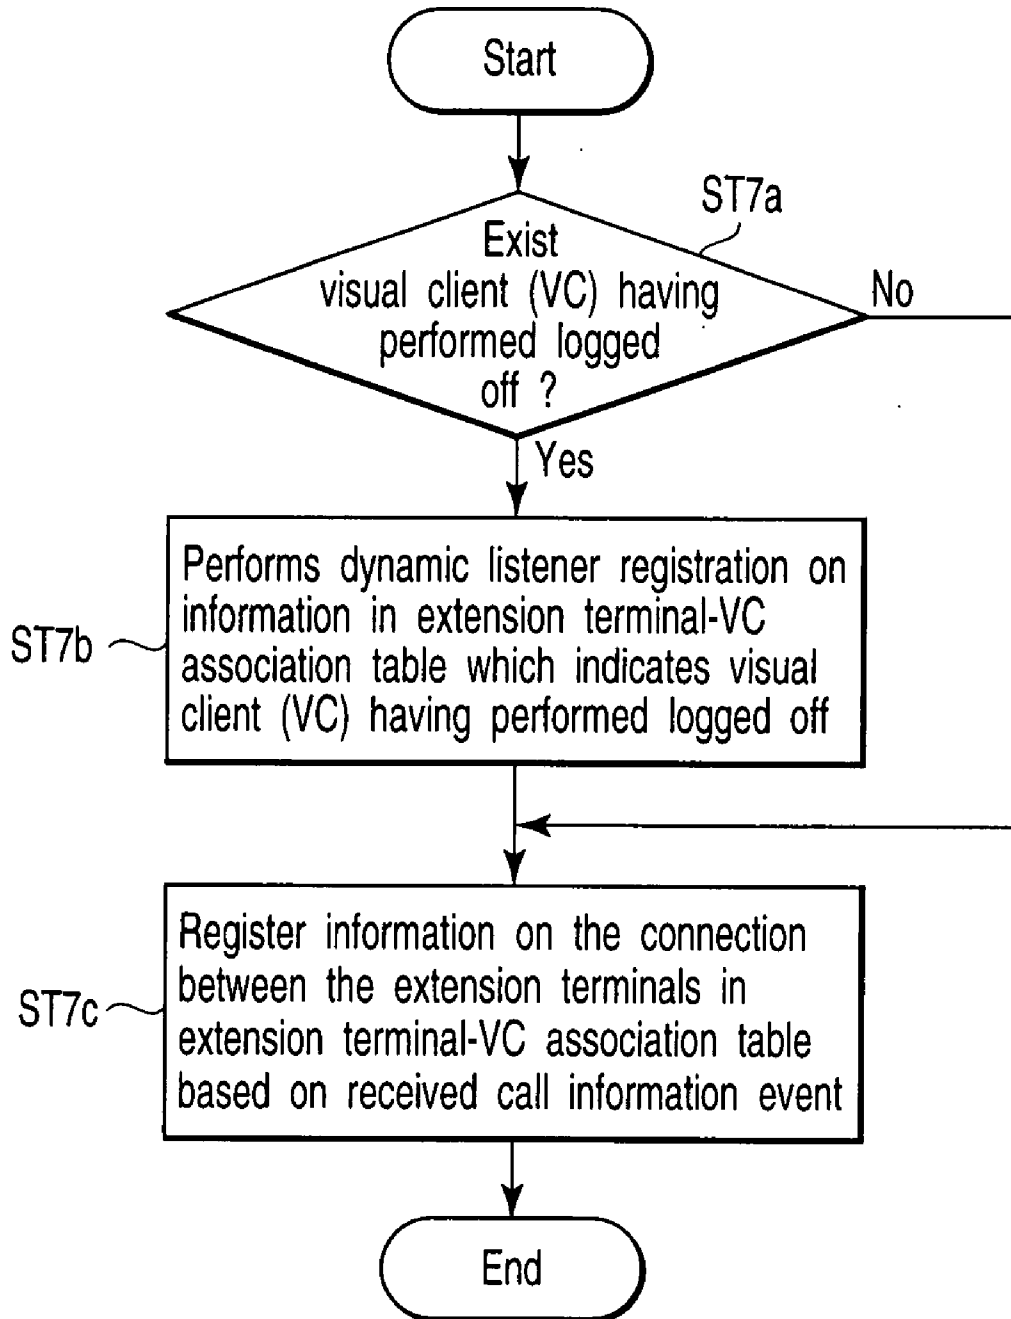 Start
ST7a
Exist
visual client (VC) having
performed logged
off ?
No
Yes
ST7b
Performs dynamic listener registration on
information in extension terminal-VC
association table which indicates visual
client (VC) having performed logged off
ST7c
Register information on the connection
between the extension terminals in
extension terminal-VC association table
based on received call information event
End